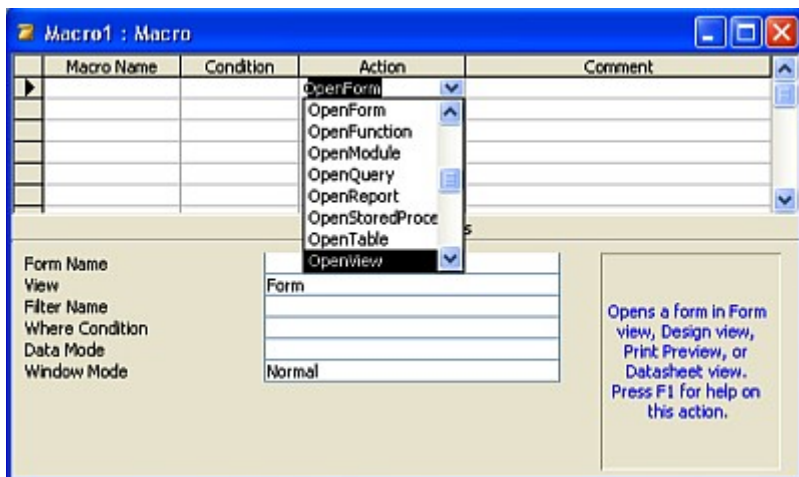 Macro1 : Macro
Macro Name Condition Action Comment
OpenForm
OpenForm
OpenFunction
OpenModule
OpenQuery
OpenReport
OpenStoredProce
OpenTable
OpenView
s
Form Name
View Form
Filter Name
Where Condition
Data Mode
Window Mode Normal
Opens a form in Form
view, Design view,
Print Preview, or
Datasheet view.
Press F1 for help on
this action.